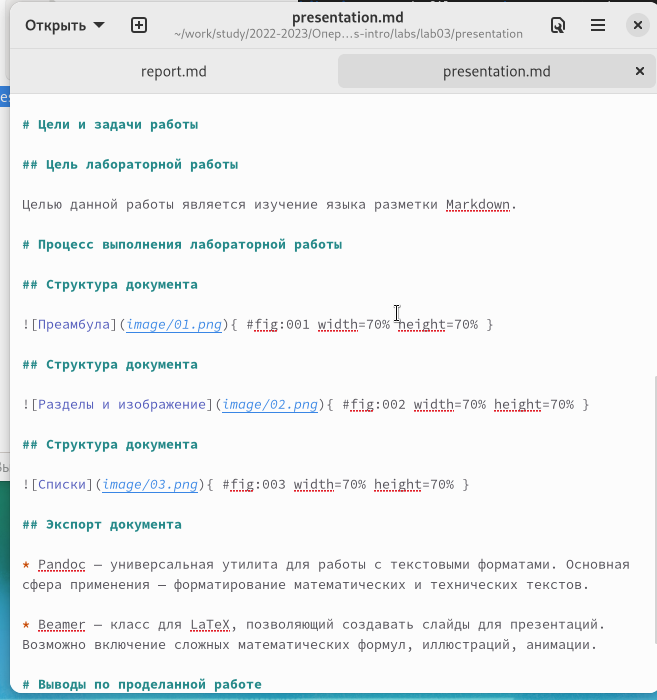 Открыть
presentation.md
~/work/study/2022-2023/Опер…s-intro/labs/lab03/presentation
report.md
presentation.md
# Цели и задачи работы
## Цель лабораторной работы
Целью данной работы является изучение языка разметки Markdown.
# Процесс выполнения лабораторной работы
## Структура документа
![Преамбула](image/01.png){ #fig:001 width=70% height=70% }
## Структура документа
![Разделы и изображение](image/02.png){ #fig:002 width=70% height=70% }
## Структура документа
![Списки](image/03.png){ #fig:003 width=70% height=70% }
## Экспорт документа
* Pandoc — универсальная утилита для работы с текстовыми форматами. Основная
сфера применения — форматирование математических и технических текстов.
* Beamer — класс для LaTeX, позволяющий создавать слайды для презентаций.
Возможно включение сложных математических формул, иллюстраций, анимации.
# Выводы по проделанной работе